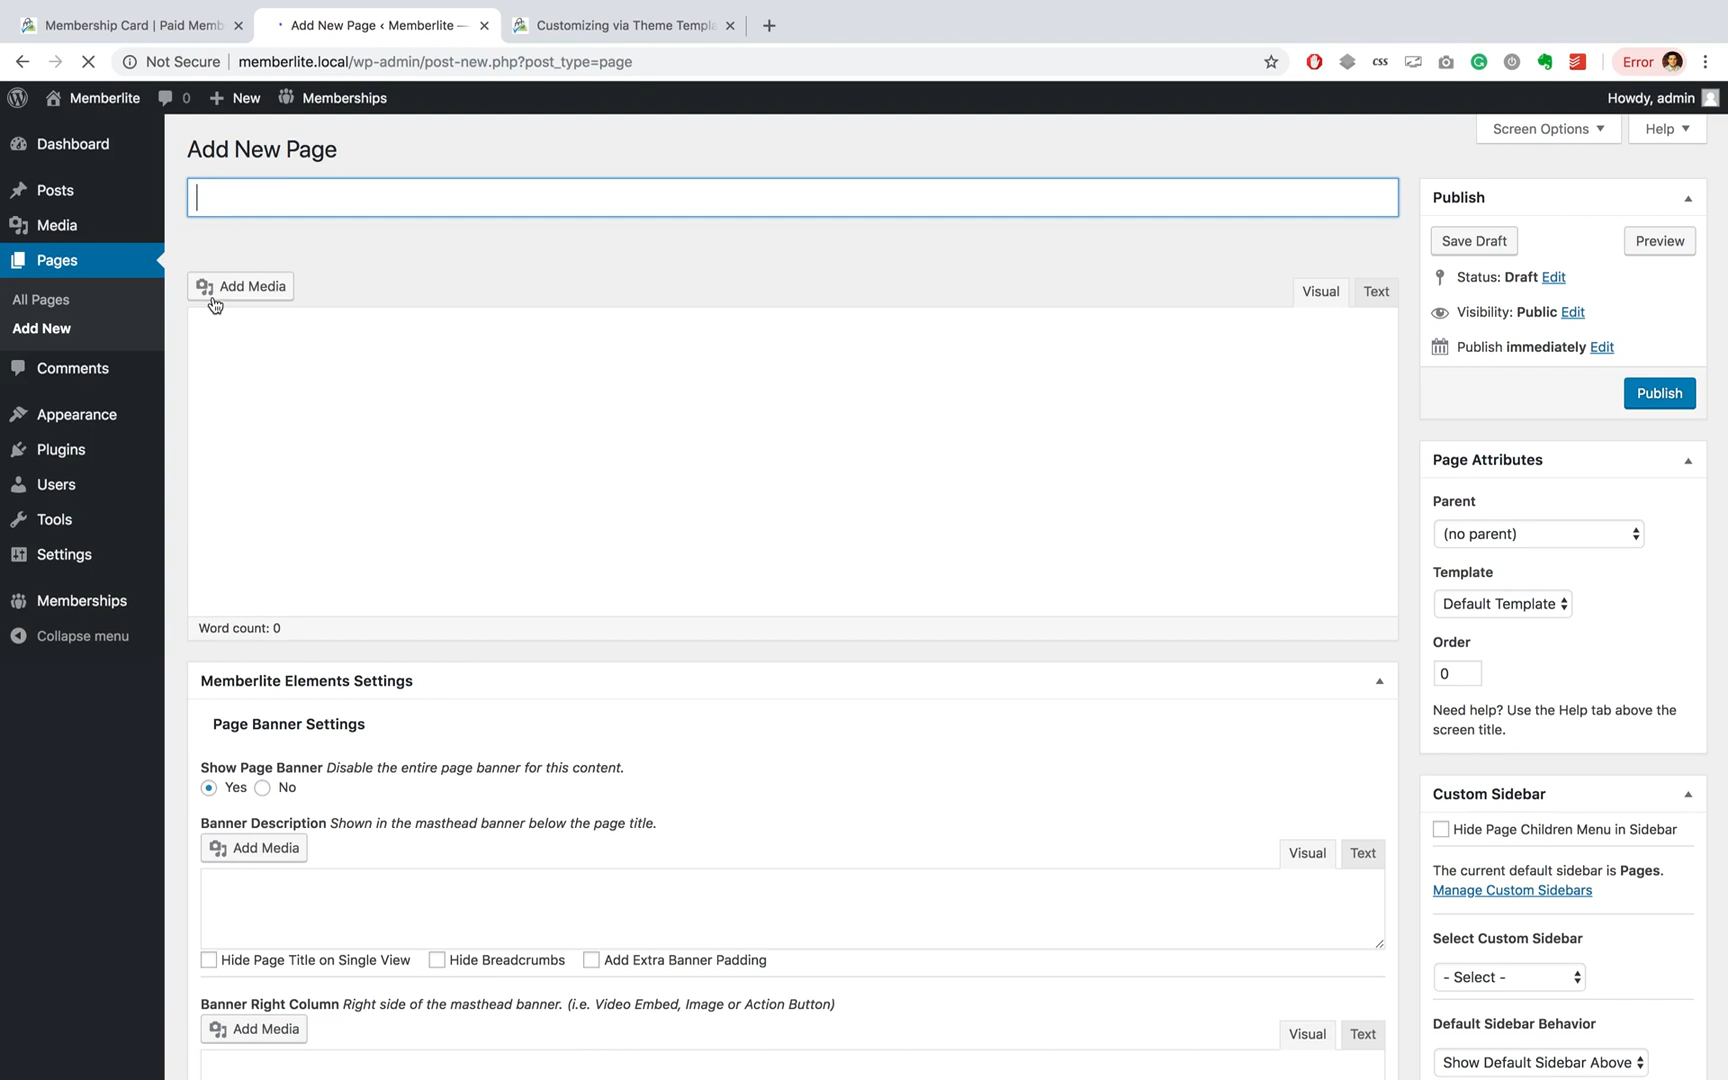 Membership Card | Paid Memb
Add New Page ‹ Memberlite —
Customizing via Theme Templa
Not Secure
memberlite.local/wp-admin/post-new.php?post_type=page
css
Error
Memberlite
0
New
Memberships
Howdy, admin
Dashboard
Posts
Media
Pages
All Pages
Add New
Comments
Appearance
Plugins
Users
Tools
Settings
Memberships
Collapse menu
Screen Options
Help
Add New Page
Add Media
Visual
Text
Word count: 0
Memberlite Elements Settings
Page Banner Settings
Show Page Banner Disable the entire page banner for this content.
Yes No
Banner Description Shown in the masthead banner below the page title.
Add Media
Visual
Text
Hide Page Title on Single View
Hide Breadcrumbs
Add Extra Banner Padding
Banner Right Column Right side of the masthead banner. (i.e. Video Embed, Image or Action Button)
Add Media
Visual
Text
Publish
Save Draft
Preview
Status: Draft Edit
Visibility: Public Edit
Publish immediately Edit
Publish
Page Attributes
Parent
(no parent)
Template
Default Template
Order
0
Need help? Use the Help tab above the
screen title.
Custom Sidebar
Hide Page Children Menu in Sidebar
The current default sidebar is Pages.
Manage Custom Sidebars
Select Custom Sidebar
- Select -
Default Sidebar Behavior
Show Default Sidebar Above